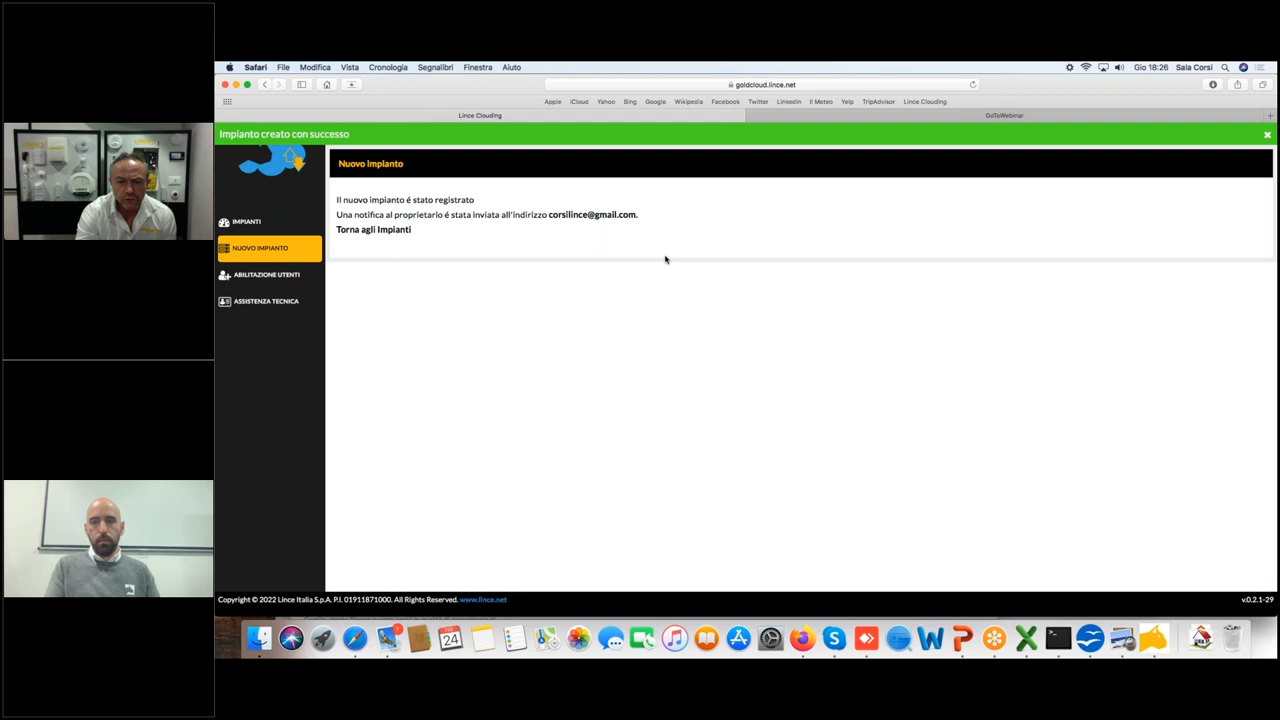 Safari File Modifica Vista Cronologia Segnalibri Finestra Aiuto Gio 18:26 Sala Corsi
goldcloud.lince.net
Apple iCloud Yahoo Bing Google Wikipedia Facebook Twitter LinkedIn Il Meteo Yelp TripAdvisor Lince Clouding
Lince Clouding GoToWebinar
Impianto creato con successo
Nuovo impianto
Il nuovo impianto é stato registrato
Una notifica al proprietario é stata inviata all'indirizzo corsilince@gmail.com.
Torna agli Impianti
IMPIANTI
NUOVO IMPIANTO
ABILITAZIONE UTENTI
ASSISTENZA TECNICA
Copyright © 2022 Lince Italia S.p.A. P.I. 01911871000. All Rights Reserved. www.lince.net v.0.2.1-29
24
1